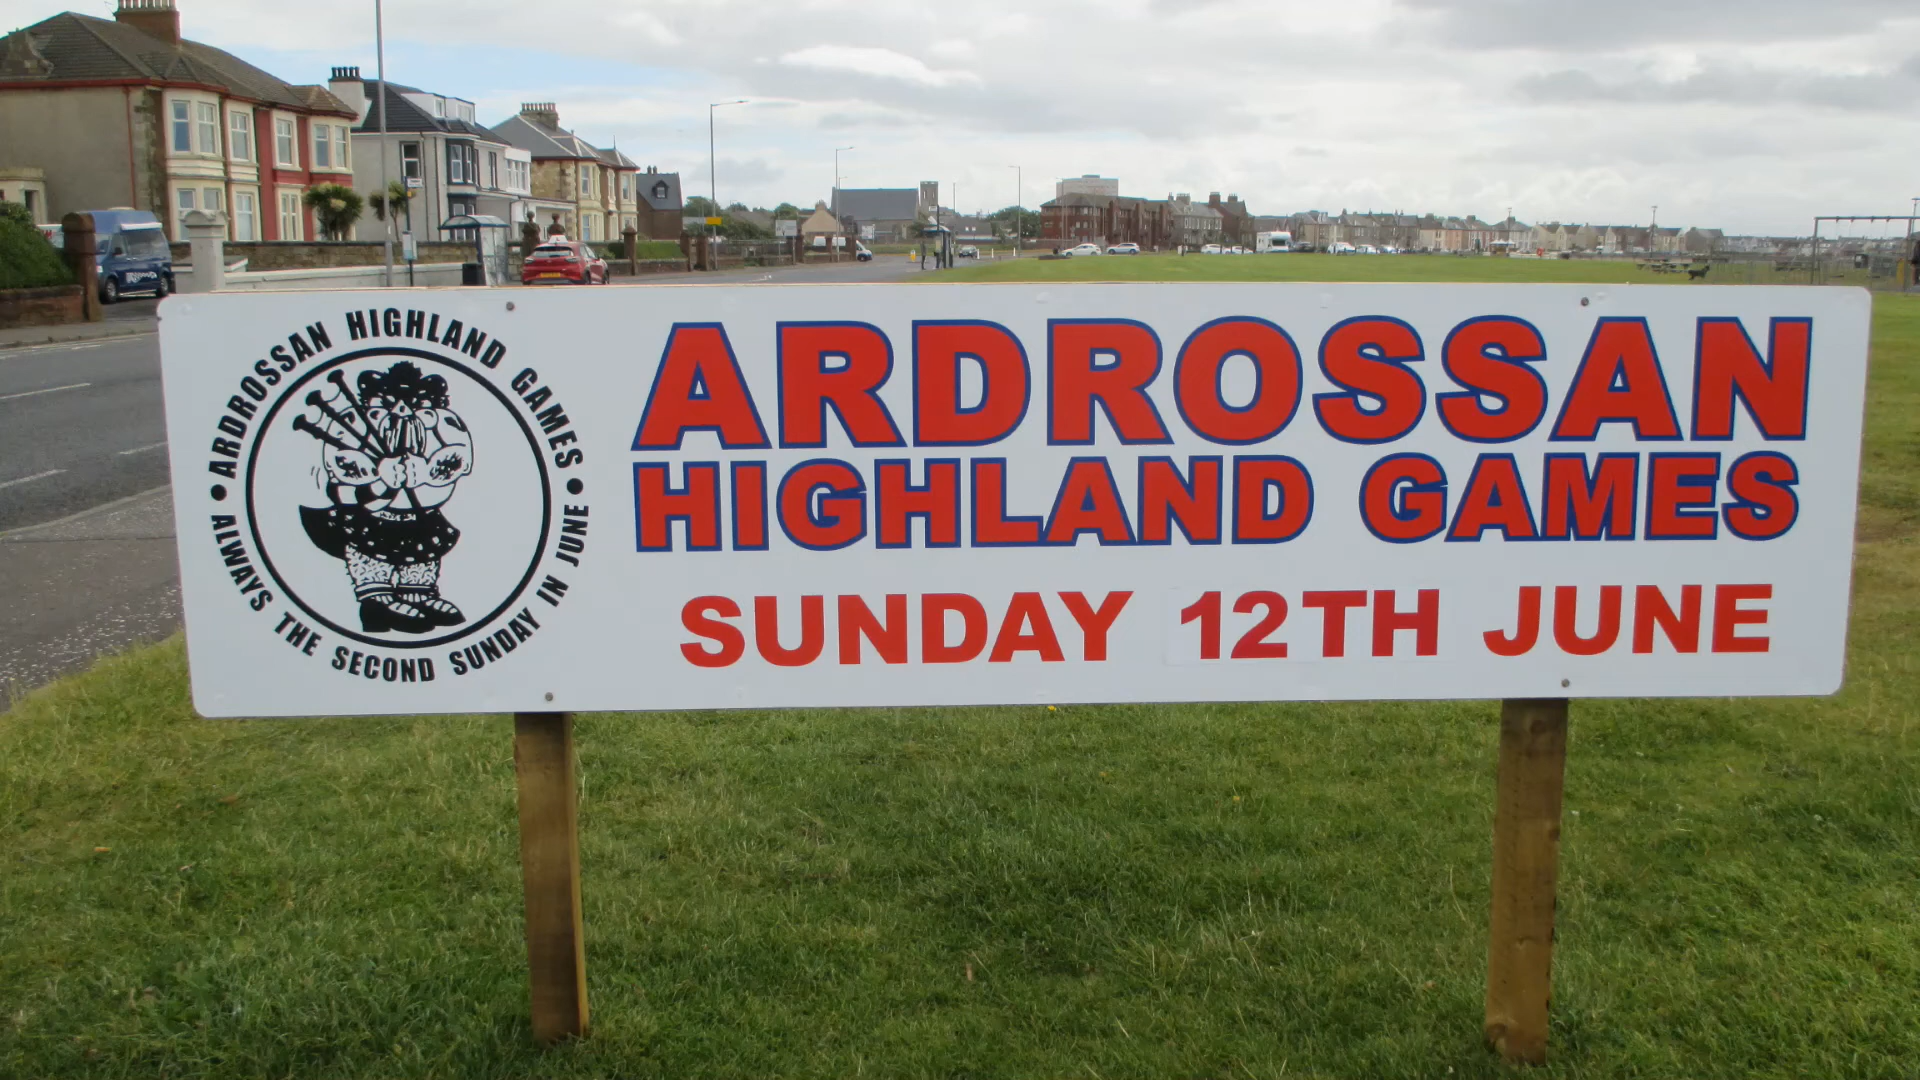 ARDROSSAN HIGHLAND GAMES
• ALWAYS THE SECOND SUNDAY IN JUNE •
ARDROSSAN
HIGHLAND GAMES
SUNDAY 12TH JUNE